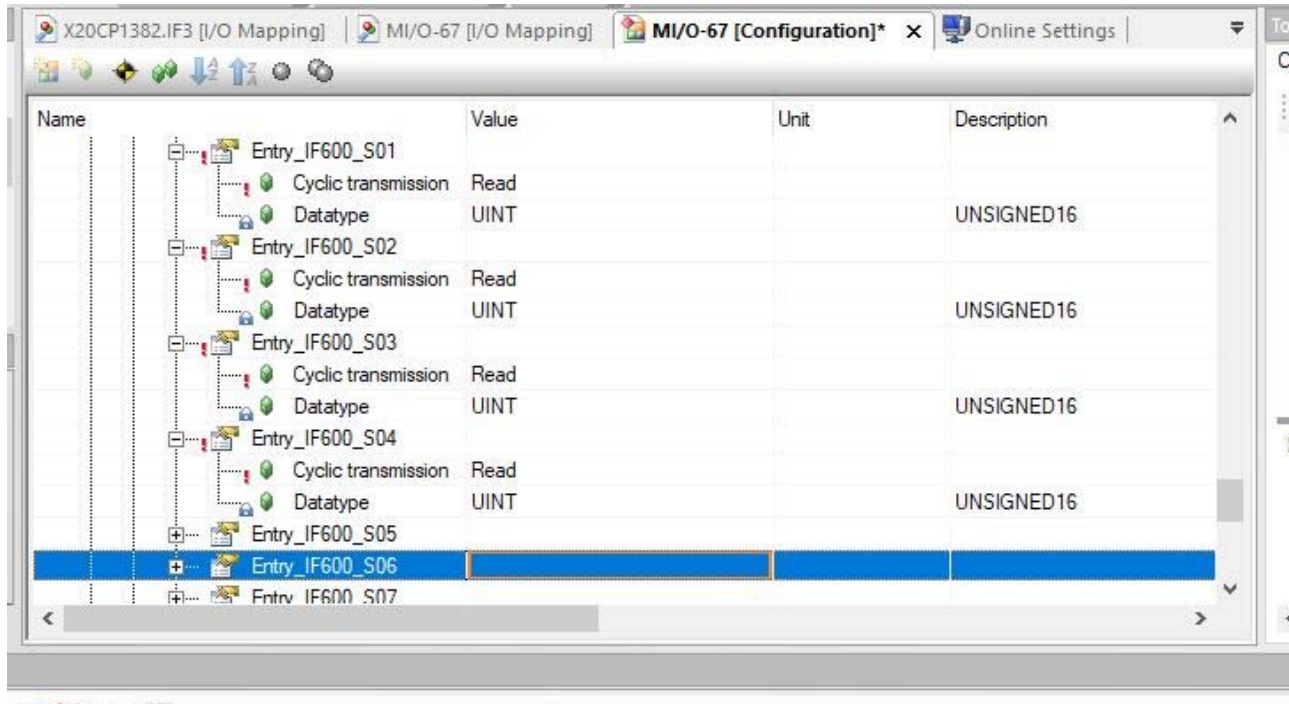 X20CP1382.IF3 [I/O Mapping] MI/O-67 [I/O Mapping] MI/O-67 [Configuration]* x Online Settings
Name Value Unit Description
Entry_IF600_S01
Cyclic transmission Read
Datatype UINT UNSIGNED16
Entry_IF600_S02
Cyclic transmission Read
Datatype UINT UNSIGNED16
Entry_IF600_S03
Cyclic transmission Read
Datatype UINT UNSIGNED16
Entry_IF600_S04
Cyclic transmission Read
Datatype UINT UNSIGNED16
Entry_IF600_S05
Entry_IF600_S06
Entry_IF600_S07